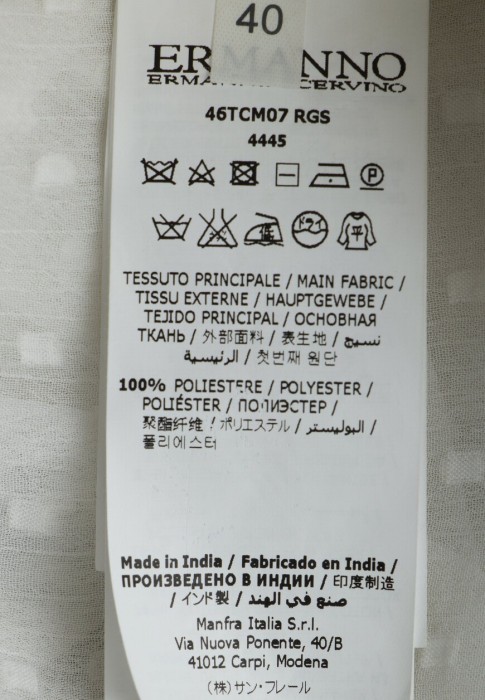 40
ERMANNO
ERMANNO SCERVINO
46TCM07 RGS
4445
P
ドライ
平
TESSUTO PRINCIPALE / MAIN FABRIC /
TISSU EXTERNE / HAUPTGEWEBE /
TEJIDO PRINCIPAL / ОСНОВНАЯ
ТКАНЬ / 外部面料 / 表生地 / نسيج
الرئيسية / 첫번째 원단 /
100% POLIESTERE / POLYESTER /
POLIÉSTER / ПОЛИЭСТЕР /
聚酯纤维 / ポリエステル / البوليستر /
폴리에스터
Made in India / Fabricado en India /
ПРОИЗВЕДЕНО В ИНДИИ / 印度制造
/ インド製 / صنع في الهند
Manfra Italia S.r.l.
Via Nuova Ponente, 40/B
41012 Carpi, Modena
(株)サン・フレール